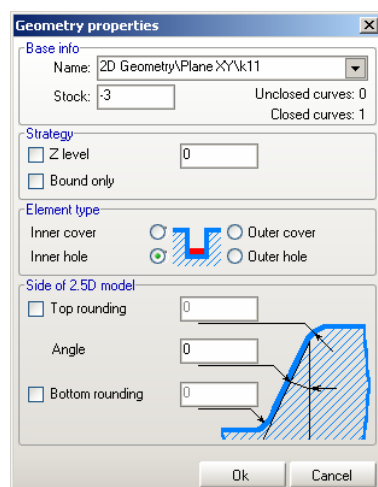 Geometry properties
Base info
Name: 2D Geometry\Plane XY\k11
Stock: -3 Unclosed curves: 0
Closed curves: 1
Strategy
Z level 0
Bound only
Element type
Inner cover Outer cover
Inner hole Outer hole
Side of 2.5D model
Top rounding 0
Angle 0
Bottom rounding 0
Ok Cancel